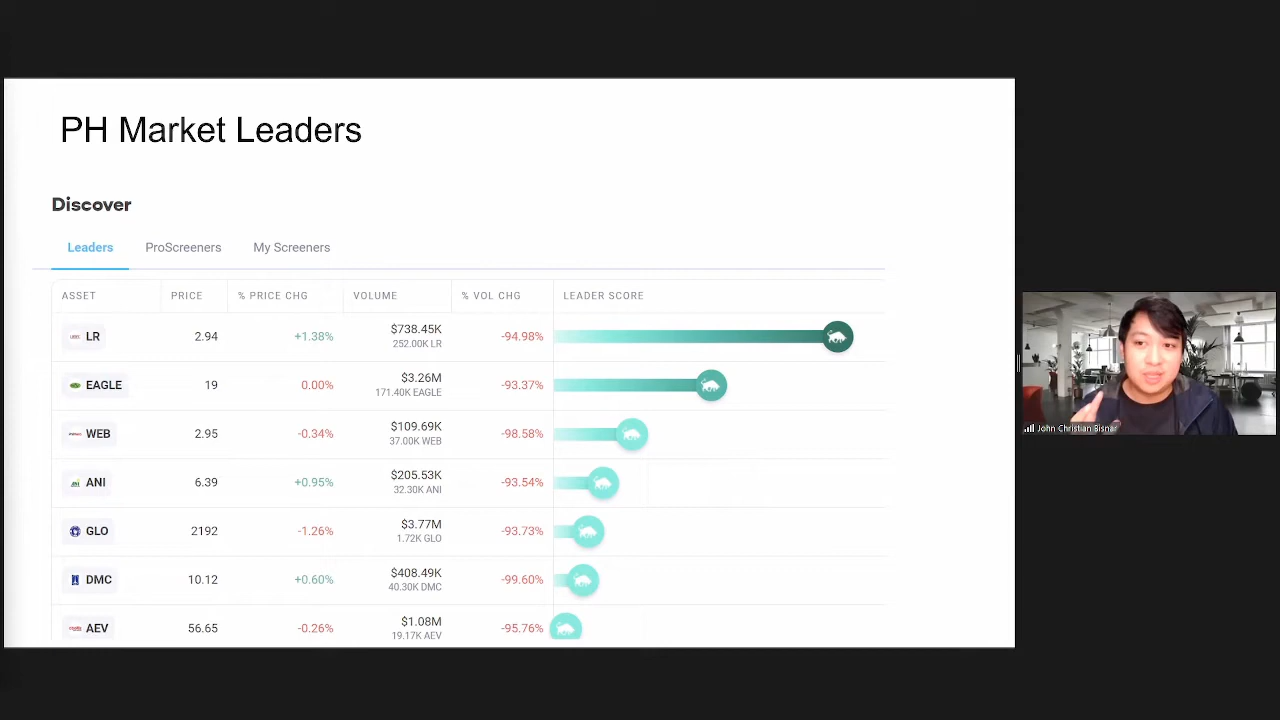 PH Market Leaders
Discover
Leaders ProScreeners My Screeners
ASSET PRICE % PRICE CHG VOLUME % VOL CHG LEADER SCORE
LR 2.94 +1.38% $738.45K -94.98%
252.00K LR
EAGLE 19 0.00% $3.26M -93.37%
171.40K EAGLE
WEB 2.95 -0.34% $109.69K -98.58%
37.00K WEB
ANI 6.39 +0.95% $205.53K -93.54%
32.30K ANI
GLO 2192 -1.26% $3.77M -93.73%
1.72K GLO
DMC 10.12 +0.60% $408.49K -99.60%
40.30K DMC
AEV 56.65 -0.26% $1.08M -95.76%
19.17K AEV
John Christian Bisnar